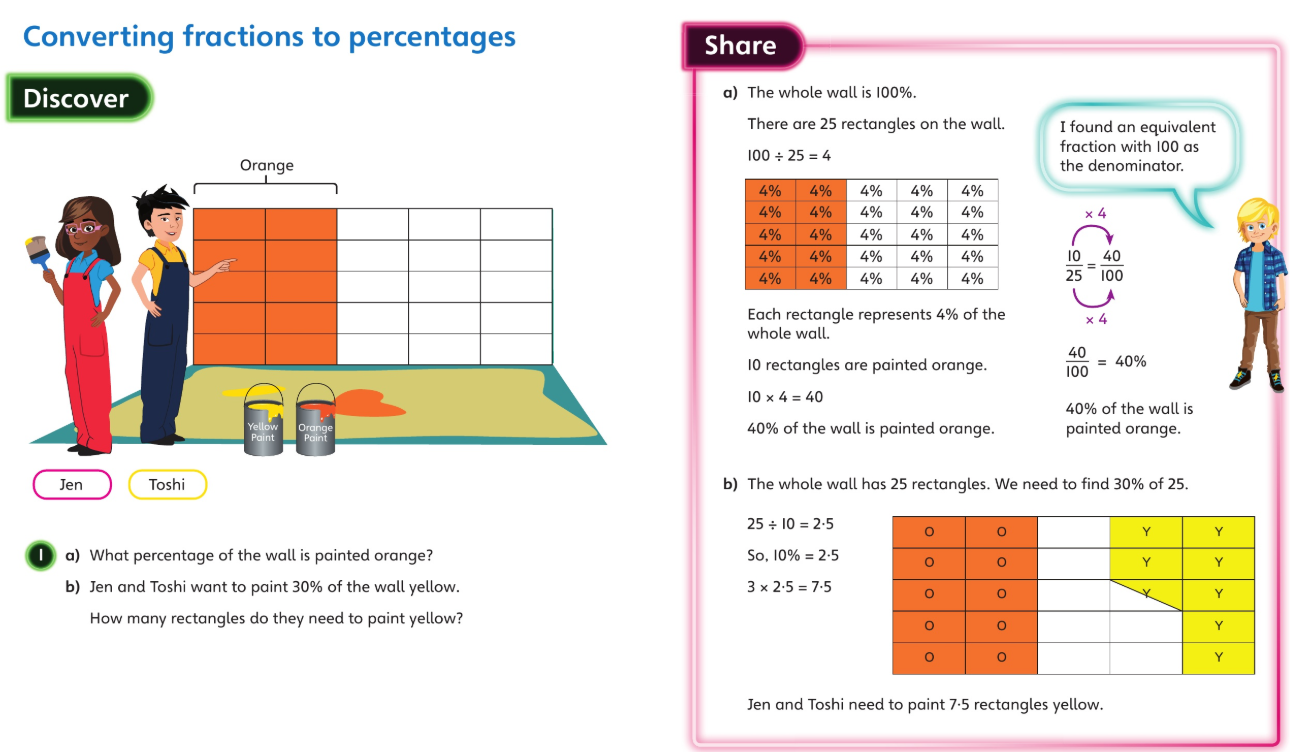 Converting fractions to percentages
Discover
Orange
Yellow
Paint
Orange
Paint
Jen
Toshi
1
a) What percentage of the wall is painted orange?
b) Jen and Toshi want to paint 30% of the wall yellow.
How many rectangles do they need to paint yellow?
Share
a) The whole wall is 100%.
There are 25 rectangles on the wall.
100 ÷ 25 = 4
4% 4% 4% 4% 4%
4% 4% 4% 4% 4%
4% 4% 4% 4% 4%
4% 4% 4% 4% 4%
4% 4% 4% 4% 4%
Each rectangle represents 4% of the
whole wall.
10 rectangles are painted orange.
10 × 4 = 40
40% of the wall is painted orange.
I found an equivalent
fraction with 100 as
the denominator.
× 4
10/25 = 40/100
× 4
40/100 = 40%
40% of the wall is
painted orange.
b) The whole wall has 25 rectangles. We need to find 30% of 25.
25 ÷ 10 = 2·5
So, 10% = 2·5
3 × 2·5 = 7·5
O O Y Y
O O Y Y
O O Y Y
O O Y
O O Y
Jen and Toshi need to paint 7·5 rectangles yellow.